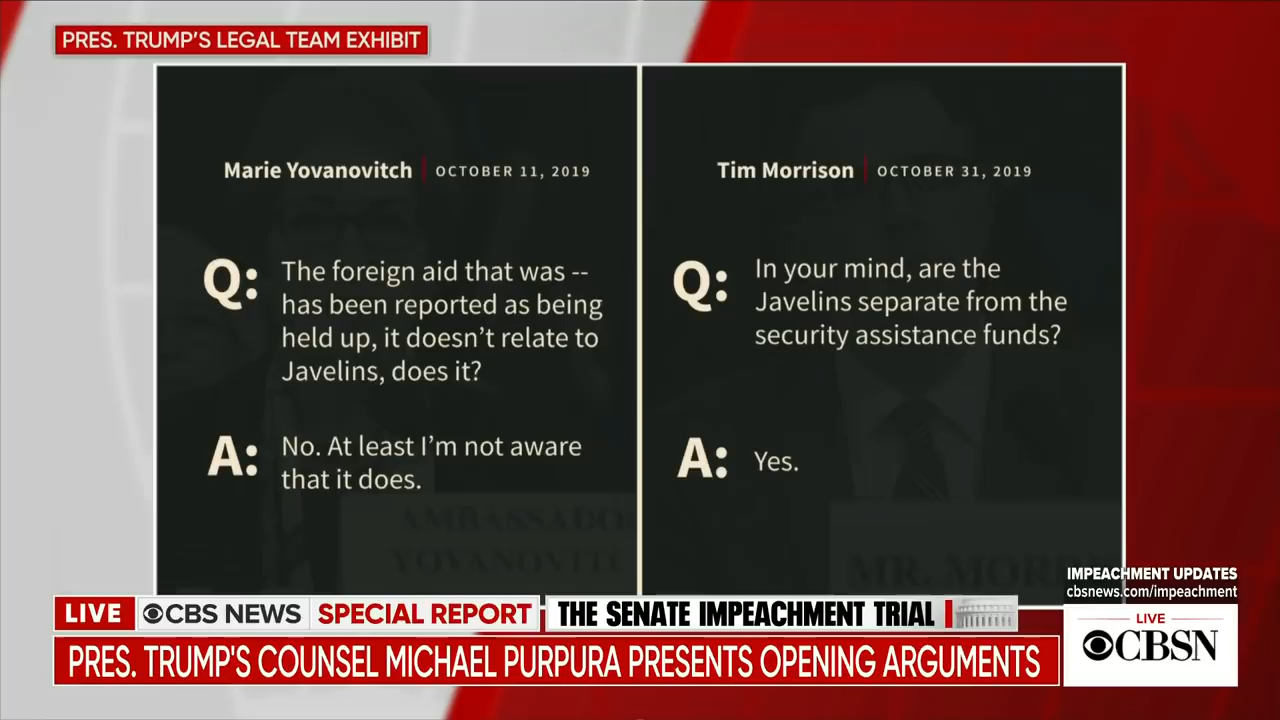 PRES. TRUMP'S LEGAL TEAM EXHIBIT
Marie Yovanovitch | OCTOBER 11, 2019
Q: The foreign aid that was --
has been reported as being
held up, it doesn't relate to
Javelins, does it?
A: No. At least I'm not aware
that it does.
AMBASSADO
YOVANOVITC
Tim Morrison | OCTOBER 31, 2019
Q: In your mind, are the
Javelins separate from the
security assistance funds?
A: Yes.
MR. MORR
IMPEACHMENT UPDATES
cbsnews.com/impeachment
LIVE CBS NEWS SPECIAL REPORT THE SENATE IMPEACHMENT TRIAL
PRES. TRUMP'S COUNSEL MICHAEL PURPURA PRESENTS OPENING ARGUMENTS
LIVE
CBSN